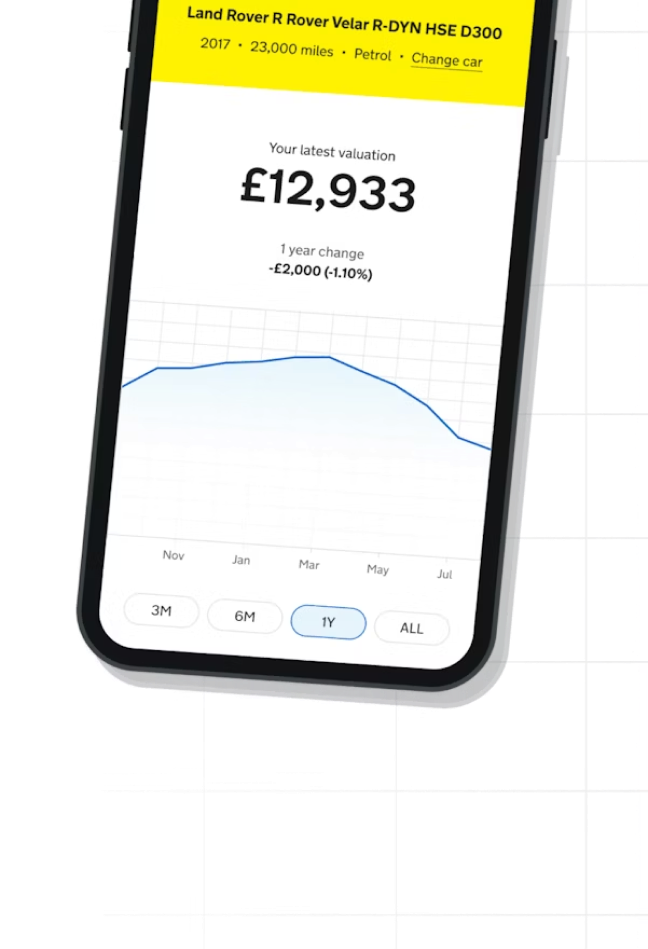 Land Rover R Rover Velar R-DYN HSE D300
2017 • 23,000 miles • Petrol • Change car
Your latest valuation
£12,933
1 year change
-£2,000 (-1.10%)
Nov Jan Mar May Jul
3M 6M 1Y ALL